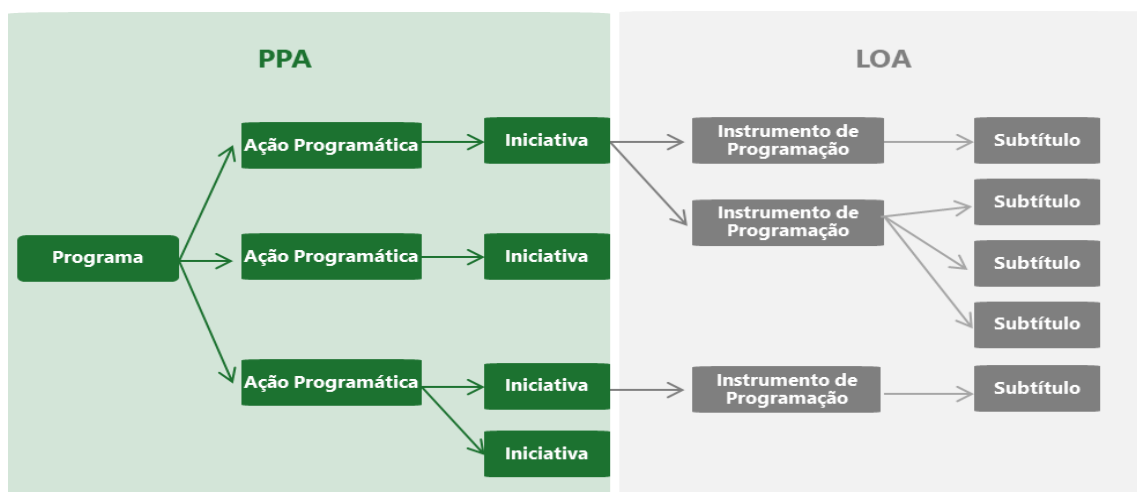 PPA
LOA
Programa
Ação Programática
Iniciativa
Instrumento de
Programação
Subtítulo
Instrumento de
Programação
Subtítulo
Subtítulo
Subtítulo
Ação Programática
Iniciativa
Ação Programática
Iniciativa
Instrumento de
Programação
Subtítulo
Iniciativa